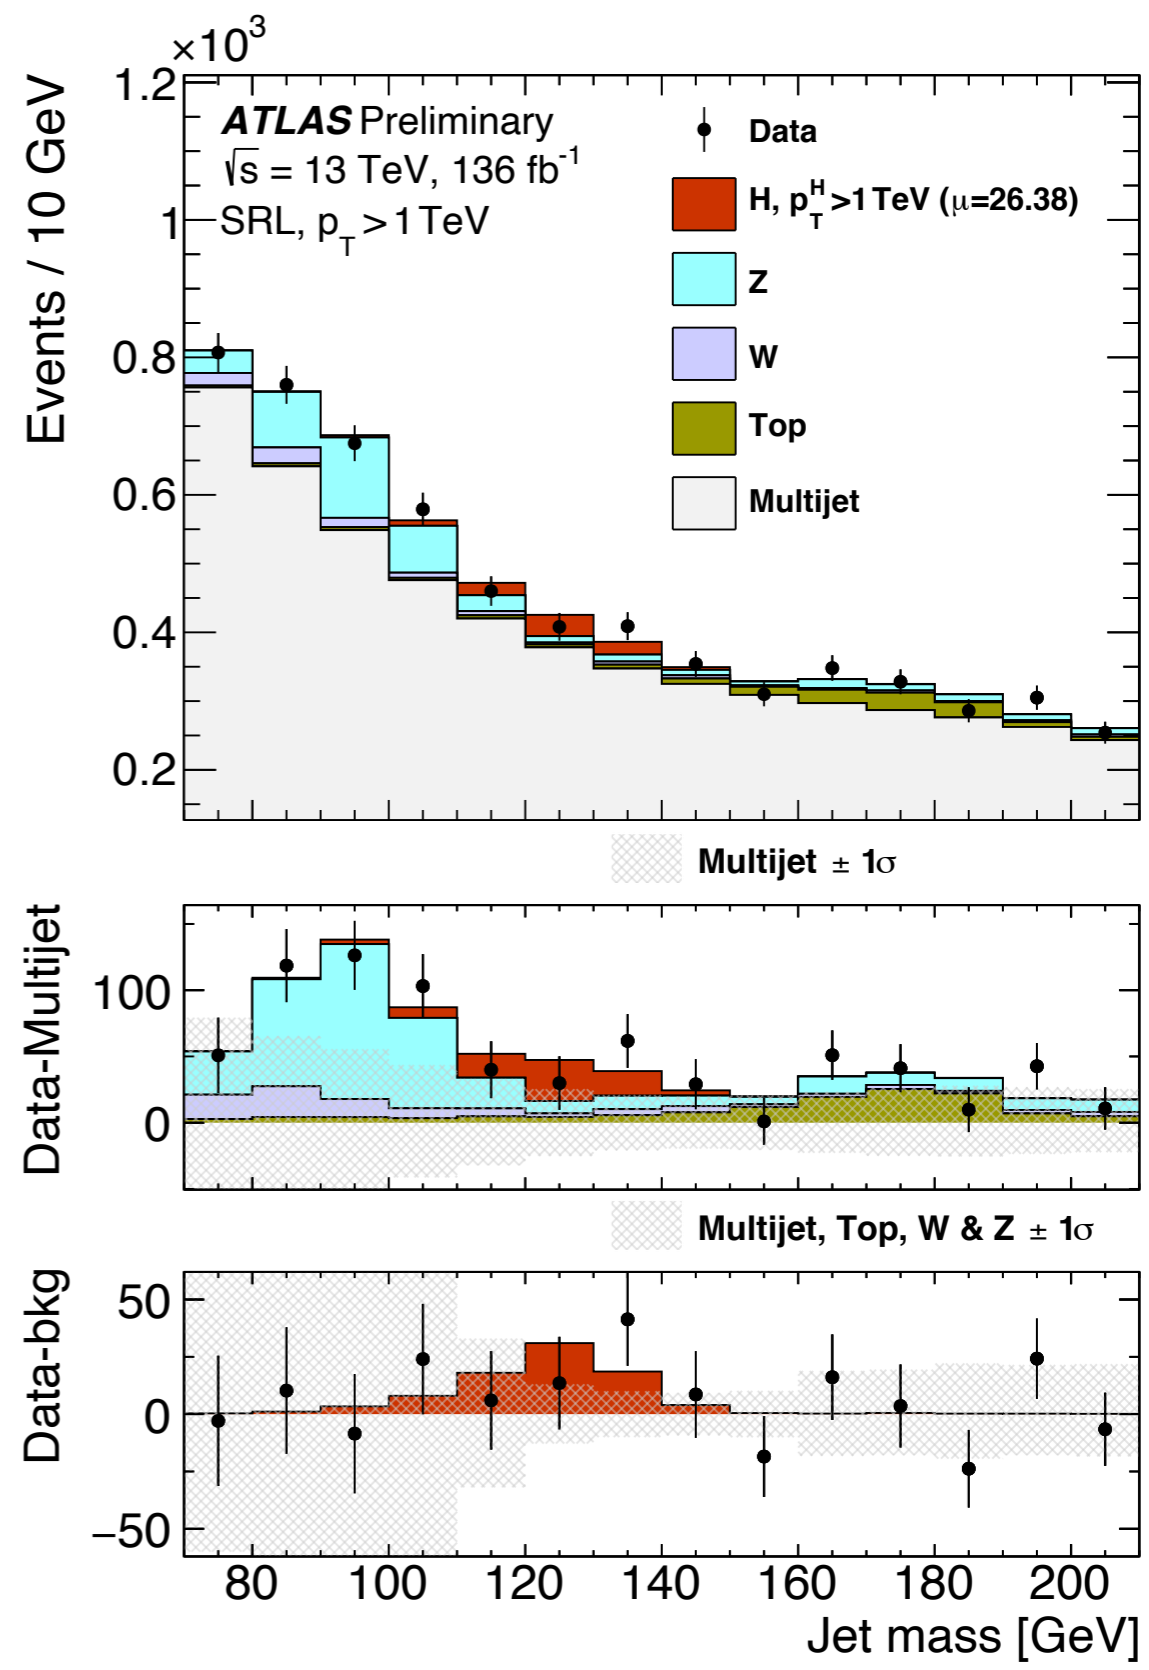 ×10³
Events / 10 GeV
1.2
1
0.8
0.6
0.4
0.2
ATLAS Preliminary
√s = 13 TeV, 136 fb⁻¹
SRL, p_T > 1 TeV
Data
H, p_T^H >1 TeV (μ=26.38)
Z
W
Top
Multijet
Multijet ± 1σ
Data-Multijet
100
0
Multijet, Top, W & Z ± 1σ
Data-bkg
50
0
−50
80 100 120 140 160 180 200
Jet mass [GeV]